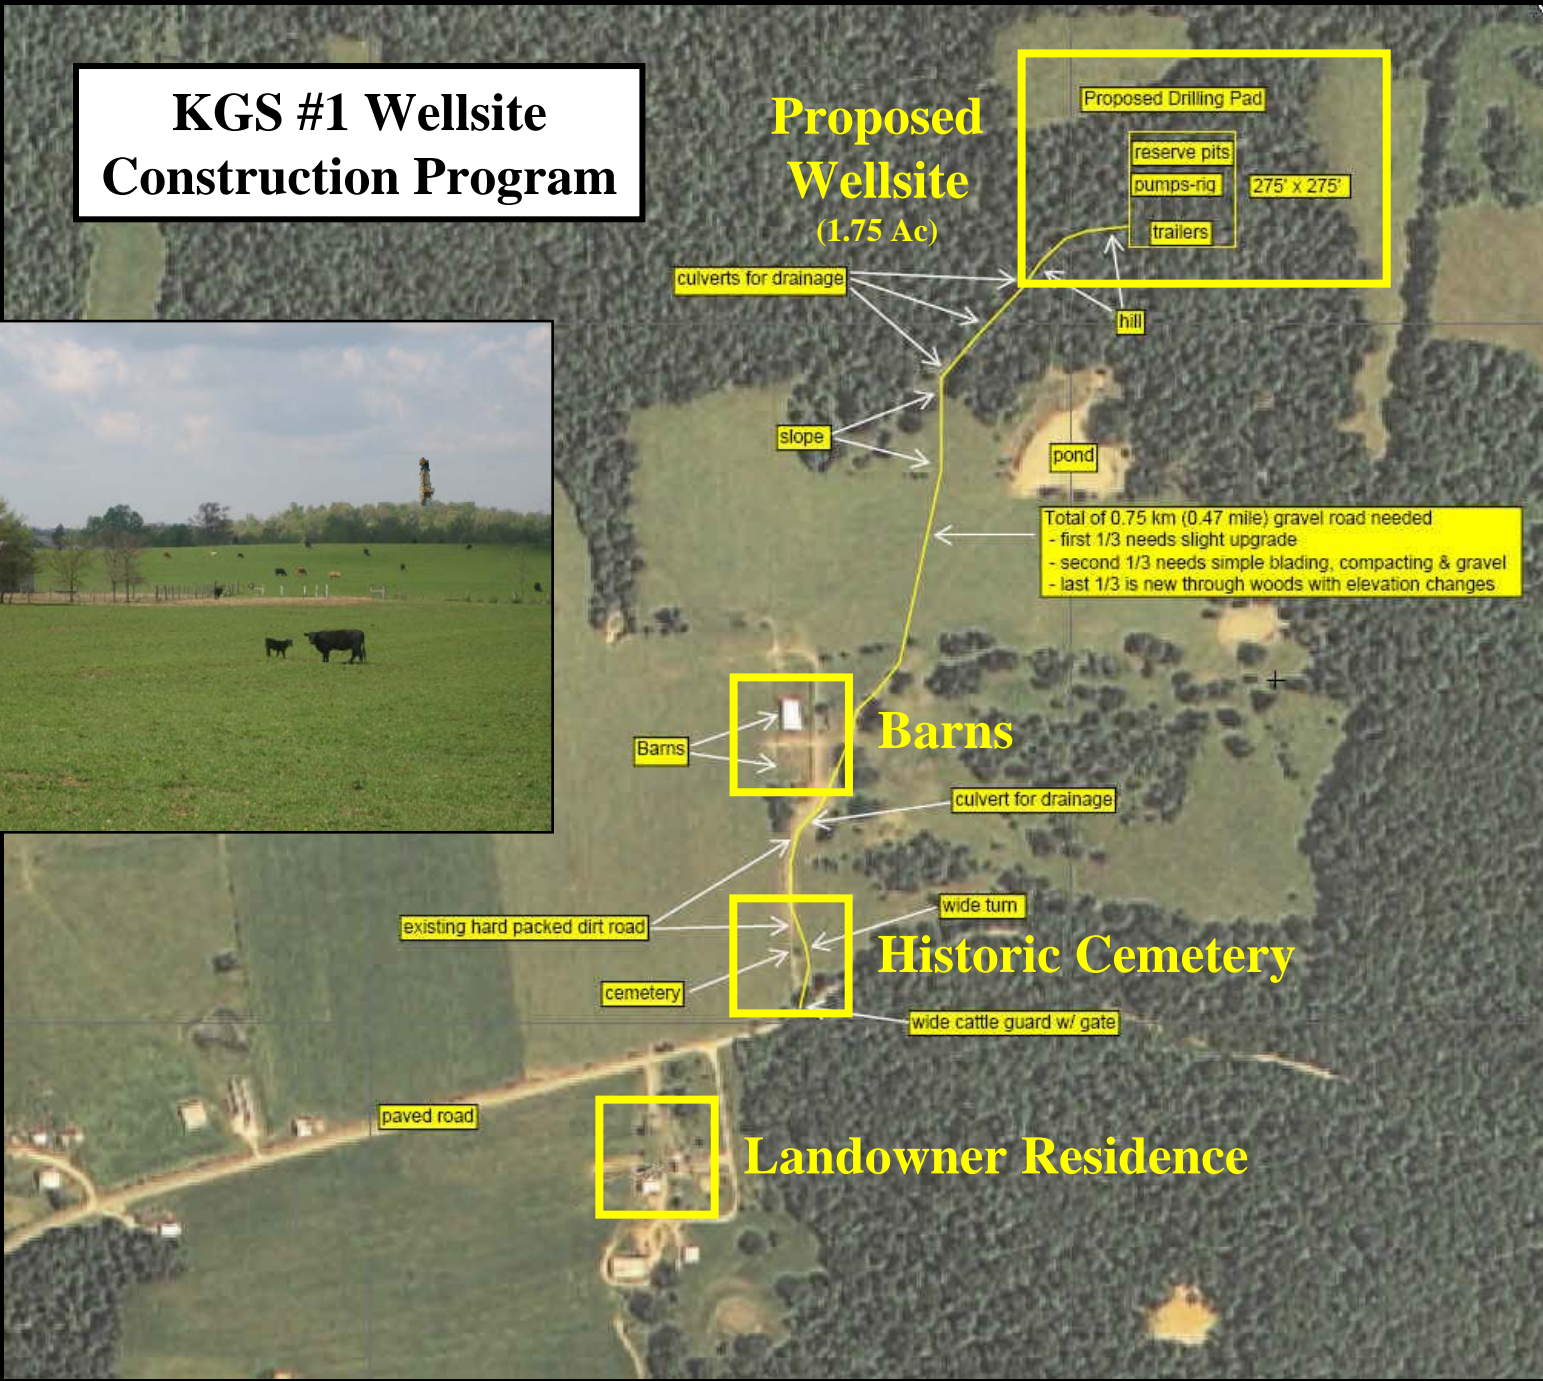 KGS #1 Wellsite
Construction Program
Proposed
Wellsite
(1.75 Ac)
Proposed Drilling Pad
reserve pits
pumps-rig
275' x 275'
trailers
culverts for drainage
hill
slope
pond
Total of 0.75 km (0.47 mile) gravel road needed
- first 1/3 needs slight upgrade
- second 1/3 needs simple blading, compacting & gravel
- last 1/3 is new through woods with elevation changes
Barns
Barns
culvert for drainage
existing hard packed dirt road
wide turn
Historic Cemetery
cemetery
wide cattle guard w/ gate
paved road
Landowner Residence